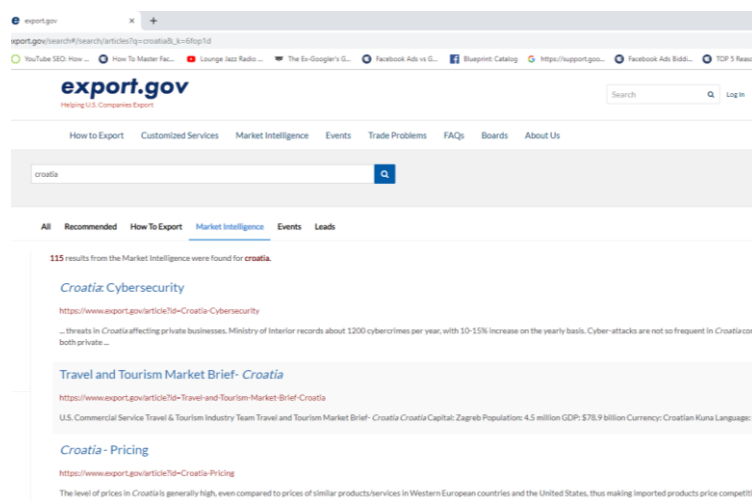 export.gov × +
export.gov/search#/search/articles?q=croatia&_k=6fop1d
YouTube SEO: How ... How To Master Fac... Lounge Jazz Radio ... The Ex-Googler's G... Facebook Ads vs G... Blueprint: Catalog https://support.goo... Facebook Ads Biddi... TOP 5 Reaso
export.gov
Helping U.S. Companies Export
Search
Log In
How to Export Customized Services Market Intelligence Events Trade Problems FAQs Boards About Us
croatia
All Recommended How To Export Market Intelligence Events Leads
115 results from the Market Intelligence were found for croatia.
Croatia: Cybersecurity
https://www.export.gov/article?id=Croatia-Cybersecurity
... threats in Croatia affecting private businesses. Ministry of Interior records about 1200 cybercrimes per year, with 10-15% increase on the yearly basis. Cyber-attacks are not so frequent in Croatia con
both private ...
Travel and Tourism Market Brief- Croatia
https://www.export.gov/article?id=Travel-and-Tourism-Market-Brief-Croatia
U.S. Commercial Service Travel & Tourism Industry Team Travel and Tourism Market Brief- Croatia Croatia Capital: Zagreb Population: 4.5 million GDP: $78.9 billion Currency: Croatian Kuna Language:
Croatia - Pricing
https://www.export.gov/article?id=Croatia-Pricing
The level of prices in Croatia is generally high, even compared to prices of similar products/services in Western European countries and the United States, thus making imported products price competiti